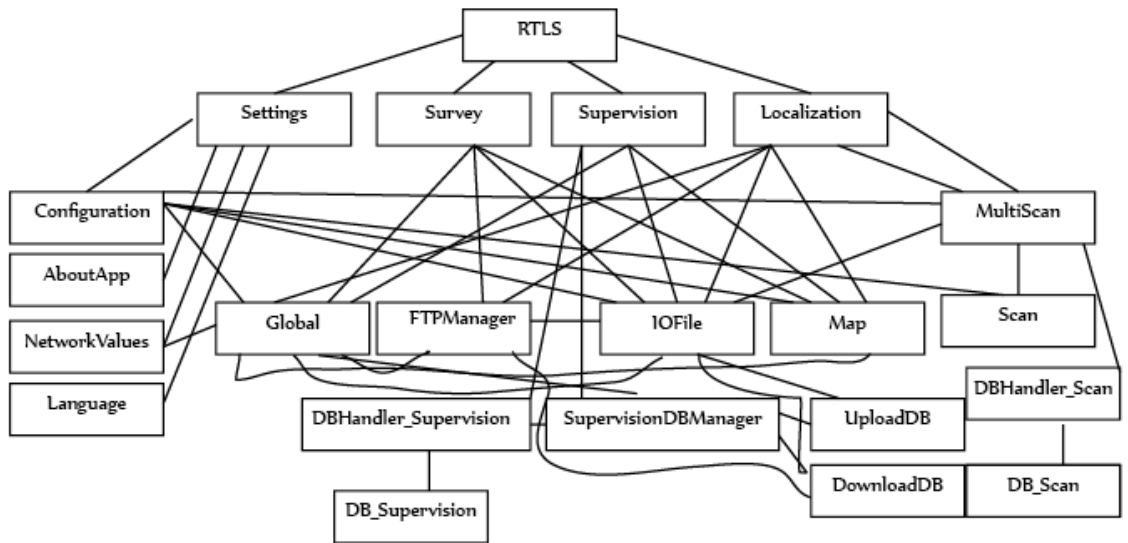 RTLS
Settings
Survey
Supervision
Localization
Configuration
MultiScan
AboutApp
Global
FTPManager
IOFile
Map
Scan
NetworkValues
Language
DBHandler_Supervision
SupervisionDBManager
UploadDB
DBHandler_Scan
DB_Supervision
DownloadDB
DB_Scan